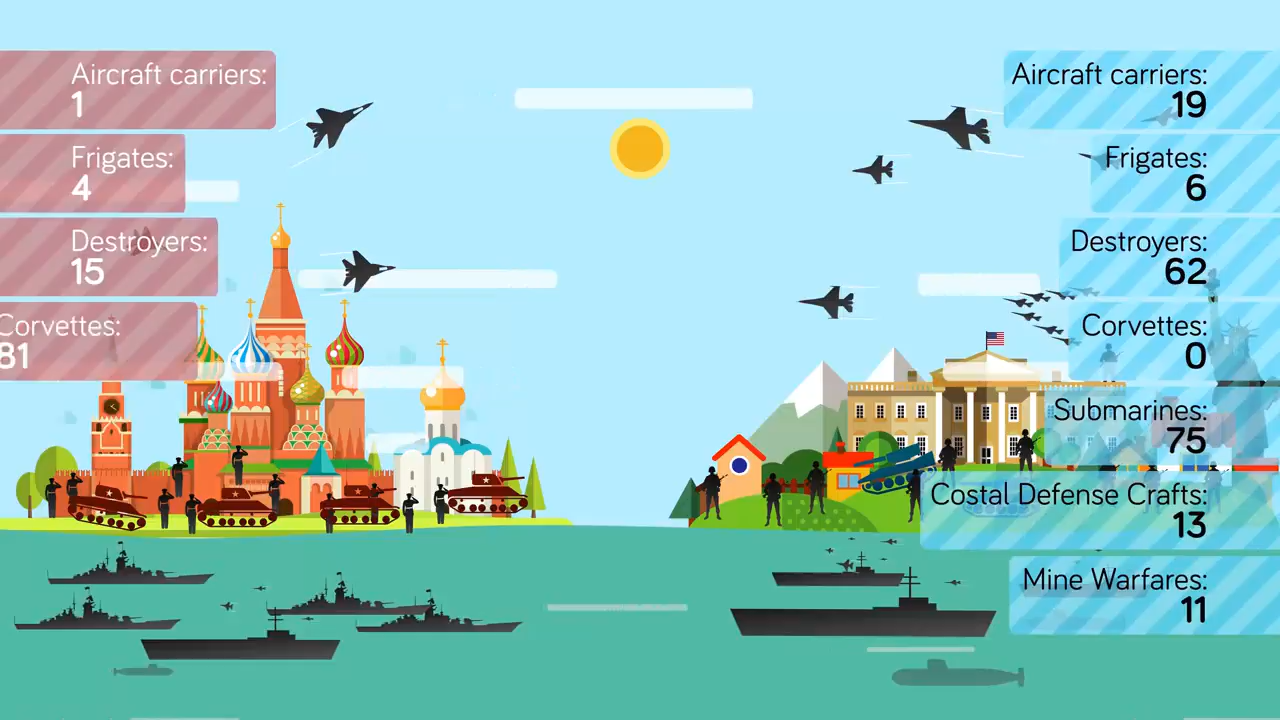 Aircraft carriers:
1
Frigates:
4
Destroyers:
15
Corvettes:
81
Aircraft carriers:
19
Frigates:
6
Destroyers:
62
Corvettes:
0
Submarines:
75
Costal Defense Crafts:
13
Mine Warfares:
11